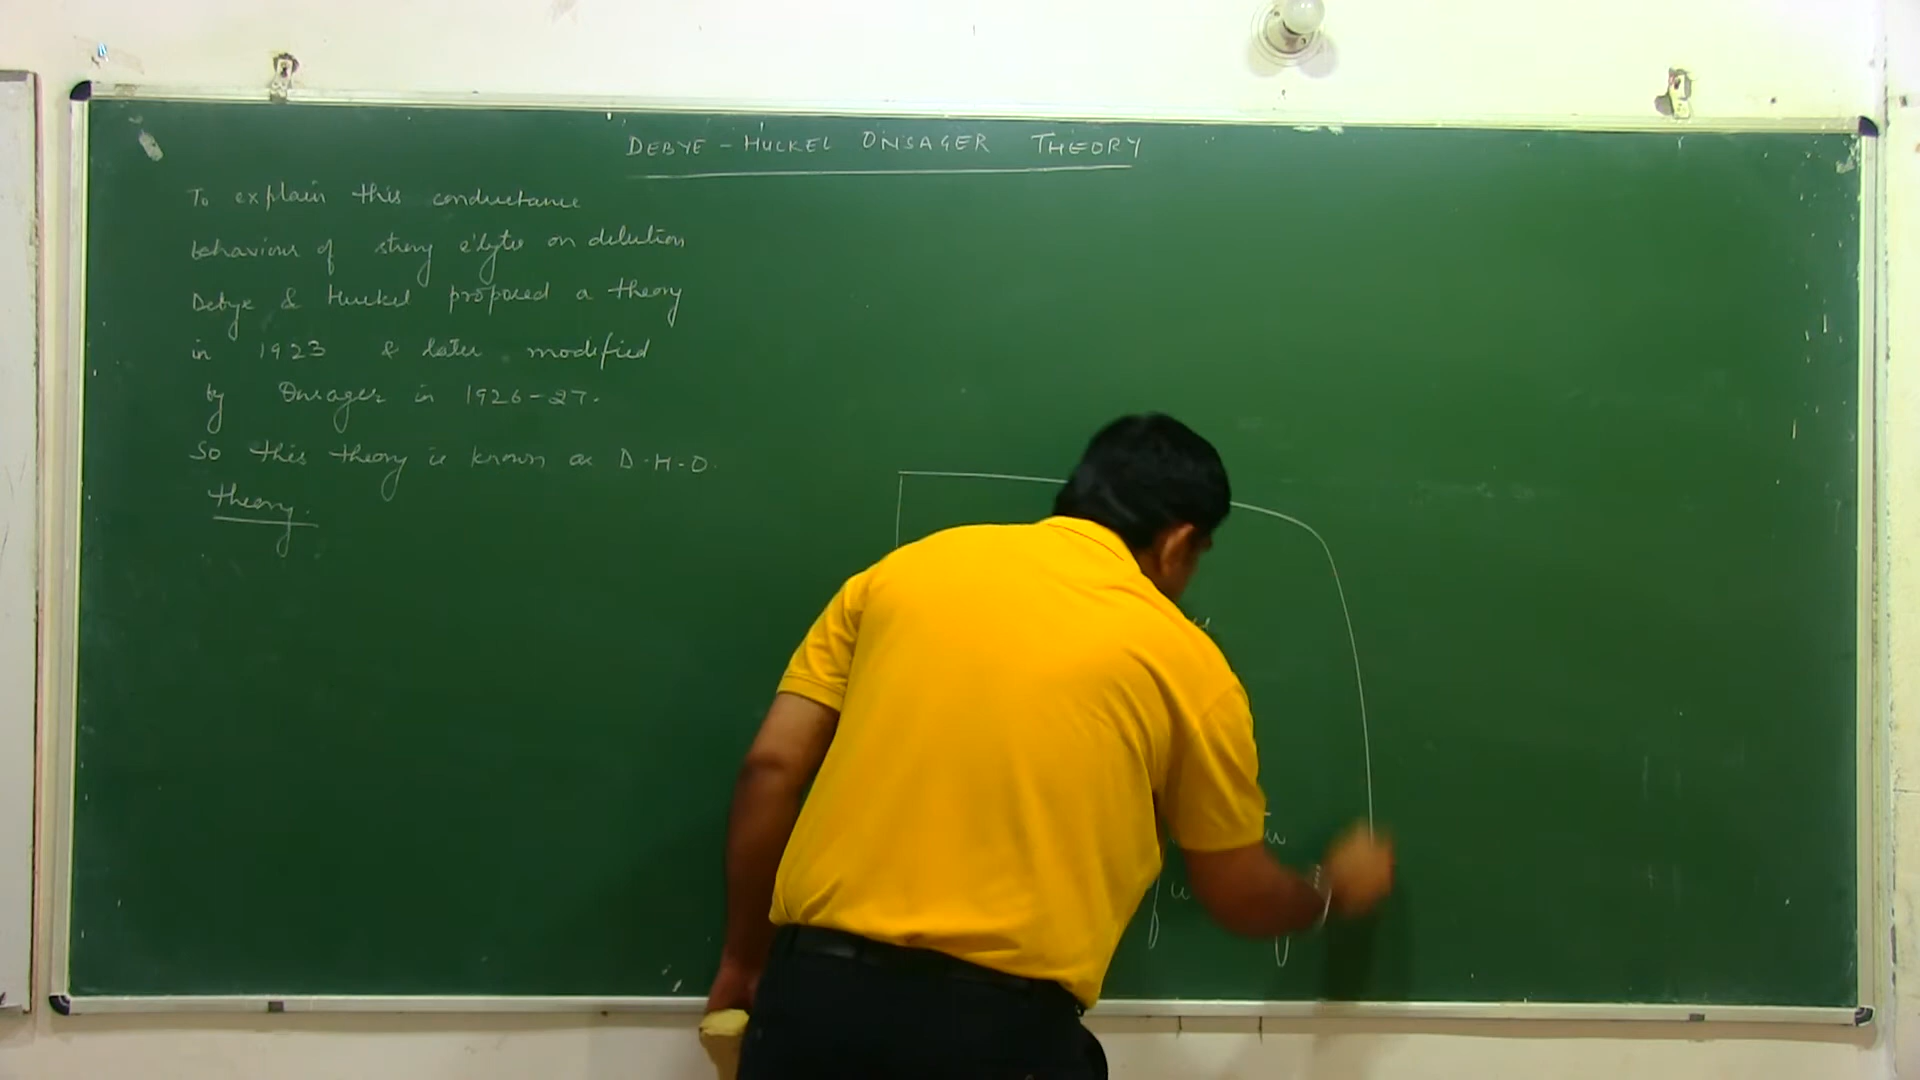 DEBYE - HUCKEL ONSAGER THEORY
To explain this conductance
behaviour of strong e'lyte on dilution
Debye & Huckel proposed a theory
in 1923 & later modified
by Onsager in 1926-27.
So this theory is known as D-H-O.
theory.